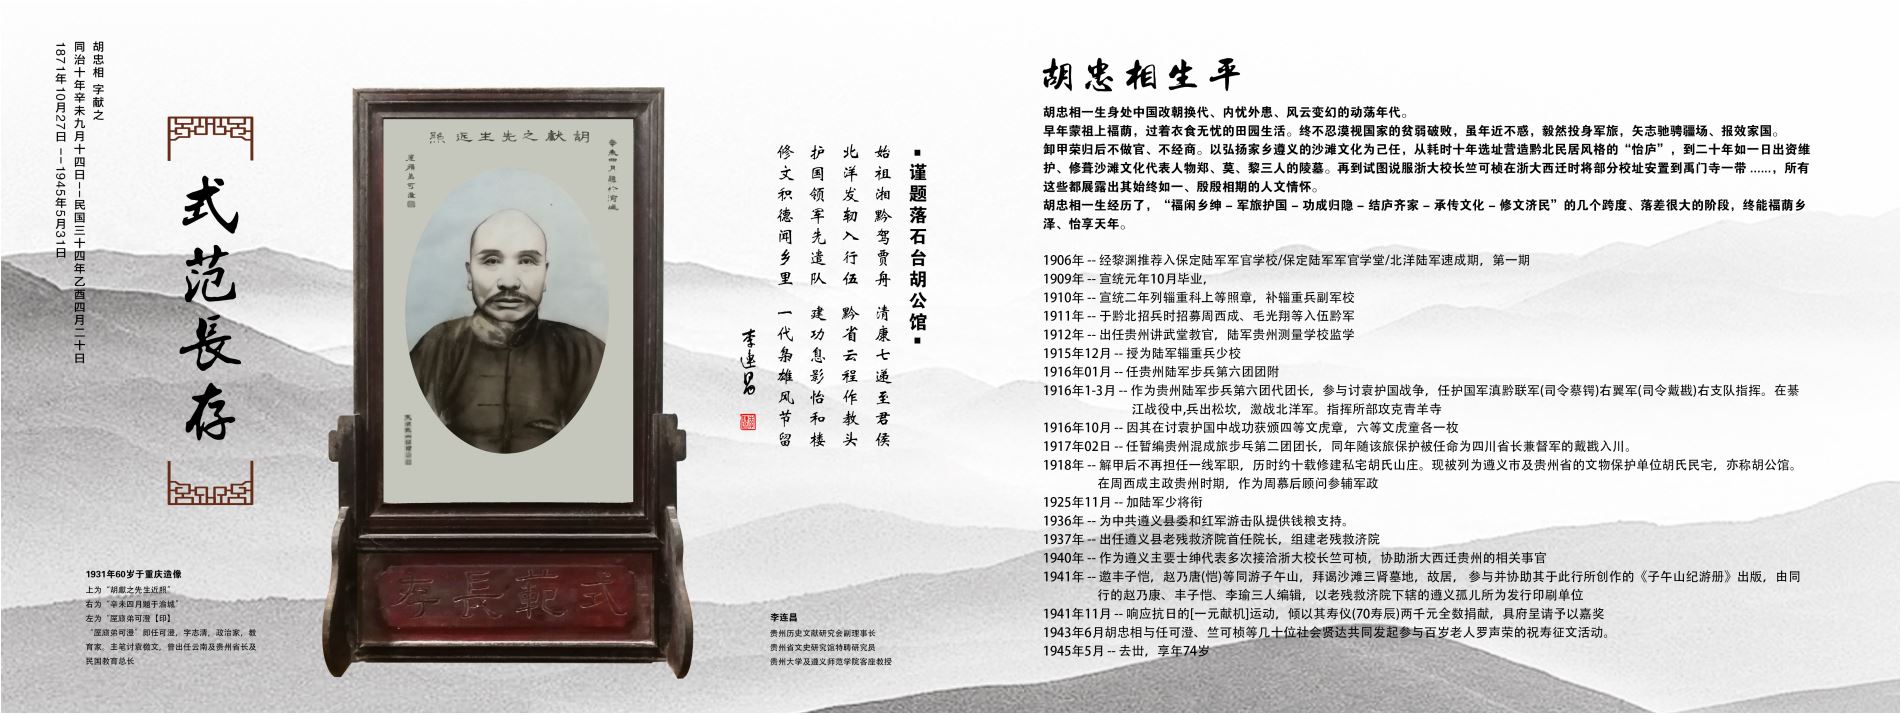 胡忠相 字献之
同治十年辛未九月十四日--民国三十四年乙酉四月二十日
1871年10月27日 --1945年5月31日
式范長存
胡獻之先生近照
辛未四月題於渝城
屋嵹弟可澄
式範長存
1931年60岁于重庆造像
上为“胡獻之先生近照”
右为“辛未四月题于渝城”
左为“厔旅弟可澄【印】
“厔旅弟可澄”即任可澄，字志清，政治家，教
育家，主笔讨袁檄文，曾出任云南及贵州省长及
民国教育总长
▪谨题落石台胡公馆▪
始祖湘黔驾贾舟 清康七递至君侯
北洋发轫入行伍 黔省云程作教头
护国领军先遣队 建功息影怡和楼
修文积德闻乡里 一代枭雄风节留
李连昌
李连昌
贵州历史文献研究会副理事长
贵州省文史研究馆特聘研究员
贵州大学及遵义师范学院客座教授
胡忠相生平
胡忠相一生身处中国改朝换代、内忧外患、风云变幻的动荡年代。
早年蒙祖上福荫，过着衣食无忧的田园生活。终不忍漠视国家的贫弱破败，虽年近不惑，毅然投身军旅，矢志驰骋疆场、报效家国。
卸甲荣归后不做官、不经商。以弘扬家乡遵义的沙滩文化为己任，从耗时十年选址营造黔北民居风格的“怡庐”，到二十年如一日出资维
护、修葺沙滩文化代表人物郑、莫、黎三人的陵墓。再到试图说服浙大校长竺可桢在浙大西迁时将部分校址安置到禹门寺一带 ......，所有
这些都展露出其始终如一、殷殷相期的人文情怀。
胡忠相一生经历了，“福闲乡绅 – 军旅护国 – 功成归隐 – 结庐齐家 – 承传文化 – 修文济民”的几个跨度、落差很大的阶段，终能福荫乡
泽、怡享天年。
1906年 -- 经黎渊推荐入保定陆军军官学校/保定陆军军官学堂/北洋陆军速成期，第一期
1909年 -- 宣统元年10月毕业，
1910年 -- 宣统二年列辎重科上等照章，补辎重兵副军校
1911年 -- 于黔北招兵时招募周西成、毛光翔等入伍黔军
1912年 -- 出任贵州讲武堂教官，陆军贵州测量学校监学
1915年12月 -- 授为陆军辎重兵少校
1916年01月 -- 任贵州陆军步兵第六团团附
1916年1-3月 -- 作为贵州陆军步兵第六团代团长，参与讨袁护国战争，任护国军滇黔联军(司令蔡锷)右翼军(司令戴戡)右支队指挥。在綦
江战役中,兵出松坎，激战北洋军。指挥所部攻克青羊寺
1916年10月 -- 因其在讨袁护国中战功获颁四等文虎章，六等文虎童各一枚
1917年02日 -- 任暂编贵州混成旅步兵第二团团长，同年随该旅保护被任命为四川省长兼督军的戴戡入川。
1918年 -- 解甲后不再担任一线军职，历时约十载修建私宅胡氏山庄。现被列为遵义市及贵州省的文物保护单位胡氏民宅，亦称胡公馆。
在周西成主政贵州时期，作为周慕后顾问参辅军政
1925年11月 -- 加陆军少将衔
1936年 -- 为中共遵义县委和红军游击队提供钱粮支持。
1937年 -- 出任遵义县老残救济院首任院长，组建老残救济院
1940年 -- 作为遵义主要士绅代表多次接洽浙大校长竺可桢，协助浙大西迁贵州的相关事官
1941年 -- 邀丰子恺，赵乃唐(恺)等同游子午山，拜谒沙滩三肾墓地，故居， 参与并协助其于此行所创作的《子午山纪游册》出版，由同
行的赵乃康、丰子恺、李瑜三人编辑，以老残救济院下辖的遵义孤儿所为发行印刷单位
1941年11月 -- 响应抗日的[一元献机]运动，倾以其寿仪(70寿辰)两千元全数捐献，具府呈请予以嘉奖
1943年6月胡忠相与任可澄、竺可桢等几十位社会贤达共同发起参与百岁老人罗声荣的祝寿征文活动。
1945年5月 -- 去世，享年74岁